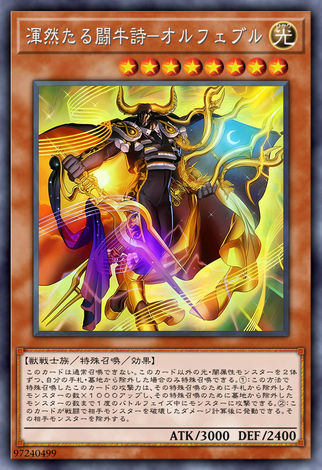 渾然たる闘牛詩－オルフェブル
光
【獣戦士族／特殊召喚／効果】
このカードは通常召喚できない。このカード以外の光・闇属性モンスターを２体
ずつ、自分の手札・墓地から除外した場合のみ特殊召喚できる。①：この方法で
特殊召喚したこのカードの攻撃力は、その特殊召喚のために手札から除外した
モンスターの数×１０００アップし、その特殊召喚のために墓地から除外した
モンスターの数まで１度のバトルフェイズ中にモンスターに攻撃できる。②：こ
のカードが戦闘で相手モンスターを破壊したダメージ計算後に発動できる。そ
の相手モンスターを除外する。
ATK/3000 DEF/2400
97240499